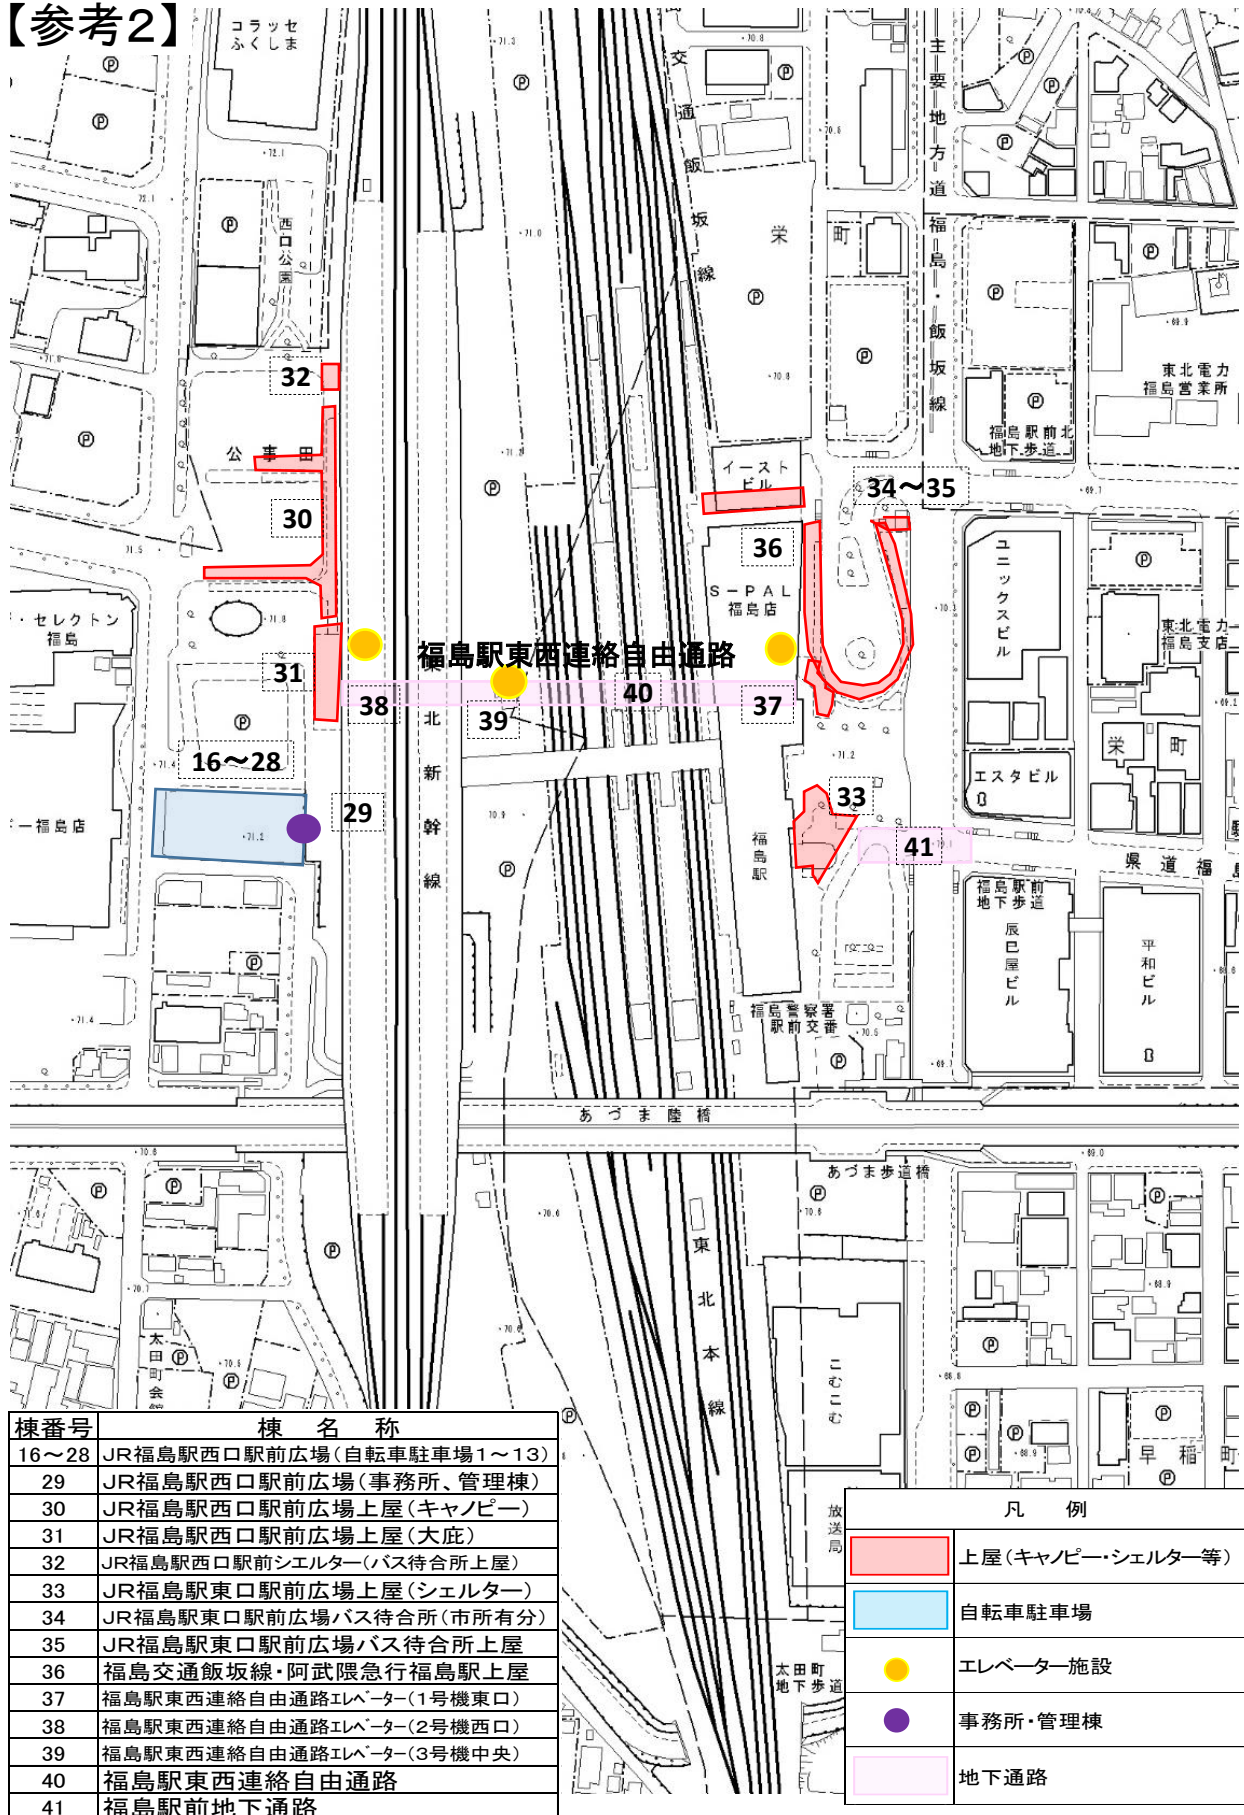 【参考2】
コラッセ
ふくしま
西口公園
公事田
・セレクトン
福島
ー福島店
32
30
31
38
39
40
37
16～28
29
福島駅東西連絡自由通路
東北新幹線
交通飯坂線
栄町
主要地方道福島・飯坂線
東北電力
福島営業所
福島駅前北
地下歩道
イースト
ビル
34～35
36
S－PAL
福島店
ユニックスビル
東北電力
福島支店
栄町
エスタビル
33
41
福島駅
県道福島
福島駅前
地下歩道
辰巳屋ビル
平和ビル
福島警察署
駅前交番
あづま陸橋
あづま歩道橋
東北本線
こむこむ
太田町会館
早稲町
放送局
太田町
地下歩道
棟番号 棟名称
16～28 JR福島駅西口駅前広場(自転車駐車場1～13)
29 JR福島駅西口駅前広場(事務所、管理棟)
30 JR福島駅西口駅前広場上屋(キャノピー)
31 JR福島駅西口駅前広場上屋(大庇)
32 JR福島駅西口駅前シエルター(バス待合所上屋)
33 JR福島駅東口駅前広場上屋(シェルター)
34 JR福島駅東口駅前広場バス待合所(市所有分)
35 JR福島駅東口駅前広場バス待合所上屋
36 福島交通飯坂線・阿武隈急行福島駅上屋
37 福島駅東西連絡自由通路エレベーター(1号機東口)
38 福島駅東西連絡自由通路エレベーター(2号機西口)
39 福島駅東西連絡自由通路エレベーター(3号機中央)
40 福島駅東西連絡自由通路
41 福島駅前地下通路
凡例
上屋(キャノピー・シェルター等)
自転車駐車場
エレベーター施設
事務所・管理棟
地下通路